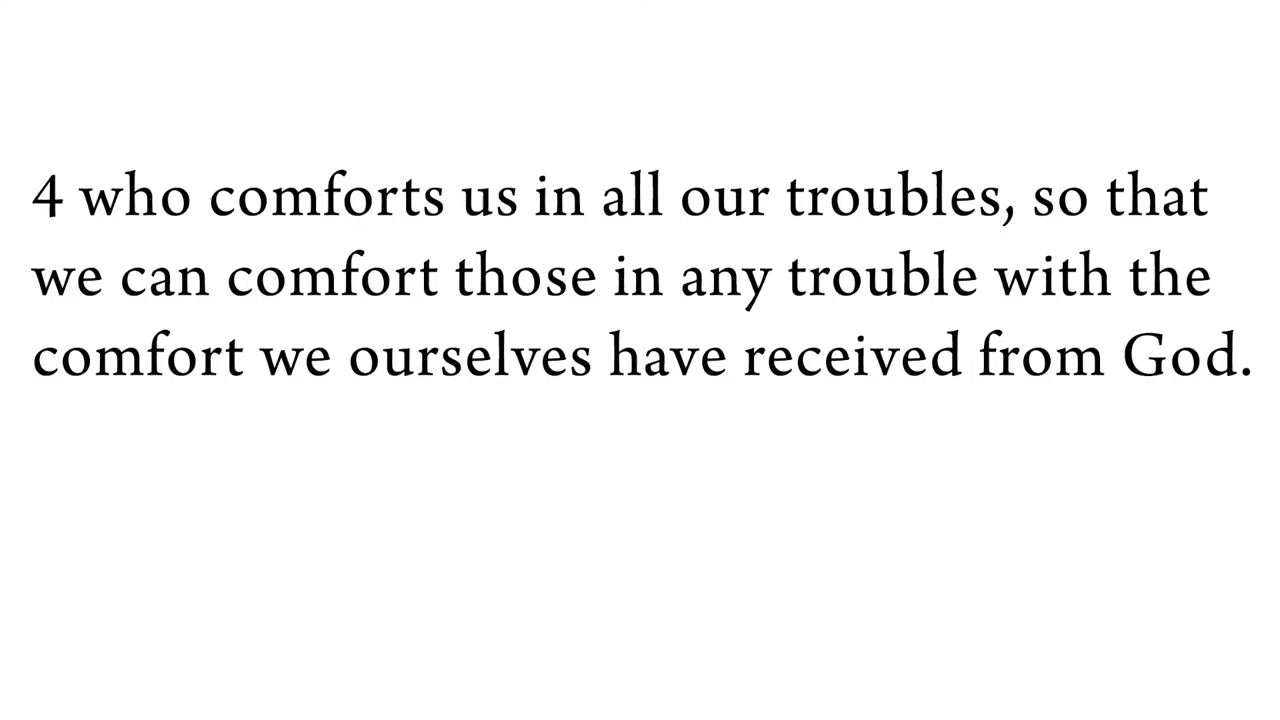 4 who comforts us in all our troubles, so that
we can comfort those in any trouble with the
comfort we ourselves have received from God.